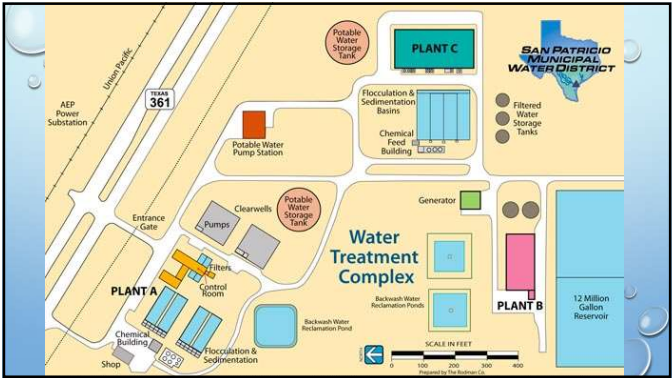 Potable
Water
Storage
Tank
PLANT C
SAN PATRICIO
MUNICIPAL
WATER DISTRICT
Union Pacific
TEXAS
361
AEP
Power
Substation
Flocculation &
Sedimentation
Basins
Filtered
Water
Storage
Tanks
Chemical
Feed
Building
Potable Water
Pump Station
Entrance
Gate
Clearwells
Pumps
Potable
Water
Storage
Tank
Generator
Water
Treatment
Complex
Filters
Control
Room
PLANT A
Backwash Water
Reclamation Ponds
PLANT B
12 Million
Gallon
Reservoir
Backwash Water
Reclamation Pond
Chemical
Building
Shop
Flocculation &
Sedimentation
NORTH
SCALE IN FEET
0 100 200 300 400
Prepared by The Rodman Co.